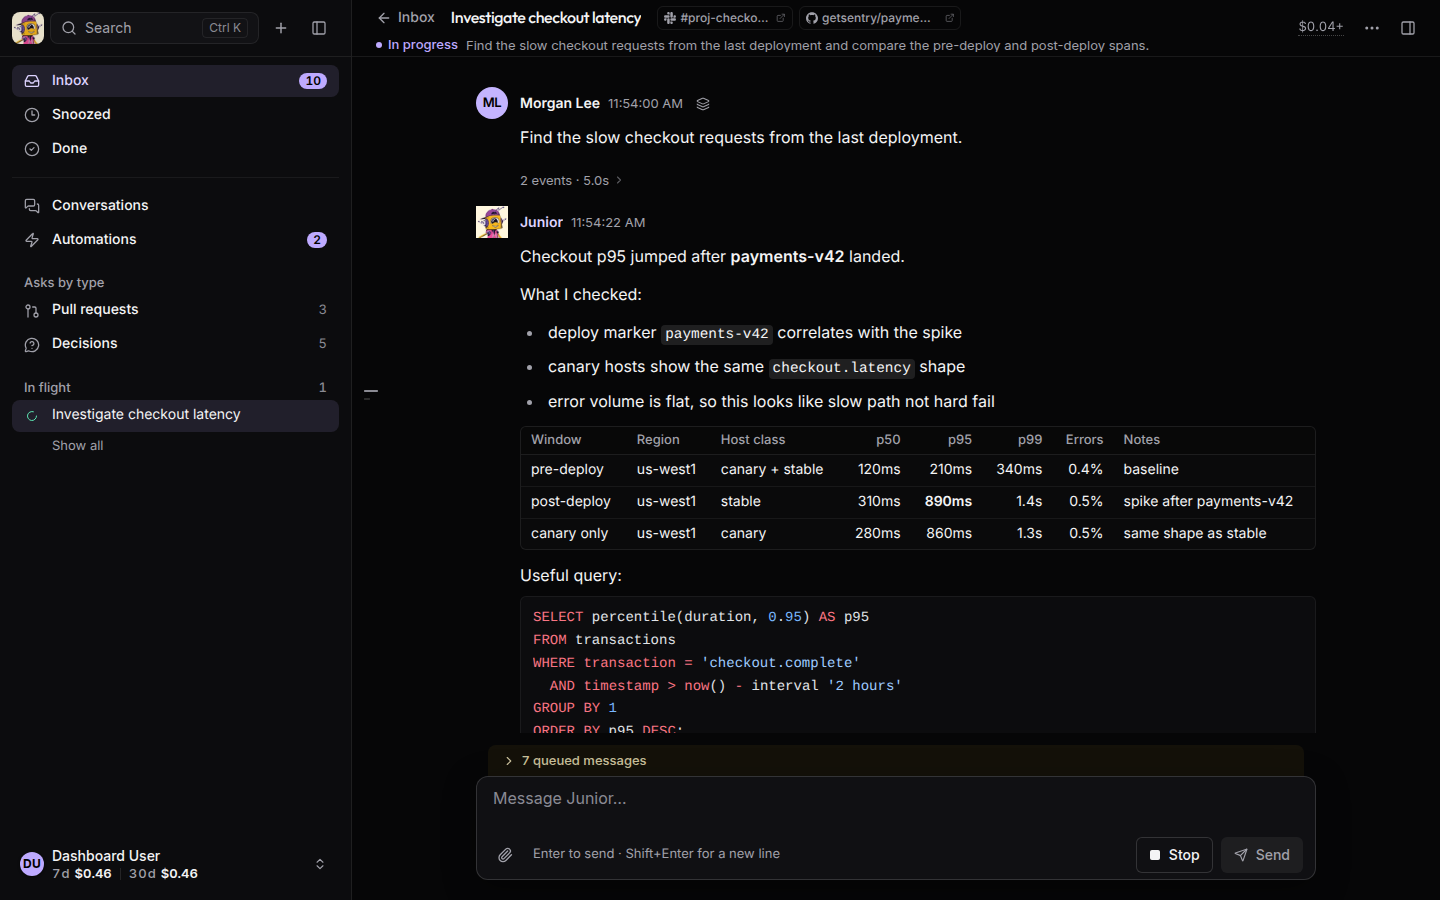 Search
Ctrl K
Inbox
10
Snoozed
Done
Conversations
Automations
2
Asks by type
Pull requests
3
Decisions
5
In flight
1
Investigate checkout latency
Show all
DU
Dashboard User
7d $0.46
30d $0.46
Inbox
Investigate checkout latency
#proj-checko...
getsentry/payme...
In progress Find the slow checkout requests from the last deployment and compare the pre-deploy and post-deploy spans.
$0.04+
ML
Morgan Lee 11:54:00 AM
Find the slow checkout requests from the last deployment.
2 events · 5.0s
Junior 11:54:22 AM
Checkout p95 jumped after payments-v42 landed.
What I checked:
• deploy marker payments-v42 correlates with the spike
• canary hosts show the same checkout.latency shape
• error volume is flat, so this looks like slow path not hard fail
Window Region Host class p50 p95 p99 Errors Notes
pre-deploy us-west1 canary + stable 120ms 210ms 340ms 0.4% baseline
post-deploy us-west1 stable 310ms 890ms 1.4s 0.5% spike after payments-v42
canary only us-west1 canary 280ms 860ms 1.3s 0.5% same shape as stable
Useful query:
SELECT percentile(duration, 0.95) AS p95
FROM transactions
WHERE transaction = 'checkout.complete'
AND timestamp > now() - interval '2 hours'
GROUP BY 1
ORDER BY p95 DESC;
7 queued messages
Message Junior...
Enter to send · Shift+Enter for a new line
Stop
Send